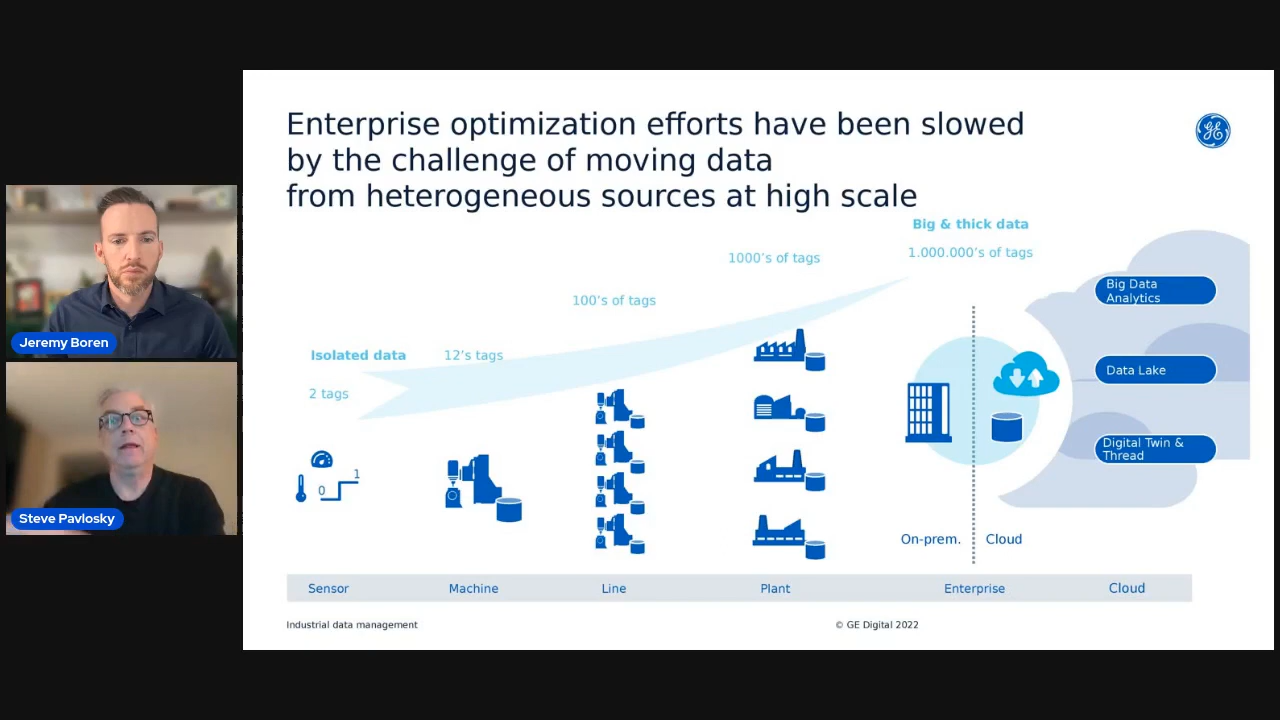 Enterprise optimization efforts have been slowed
by the challenge of moving data
from heterogeneous sources at high scale
GE
Big & thick data
1.000.000's of tags
1000's of tags
100's of tags
Isolated data
12's tags
2 tags
0
1
Big Data
Analytics
Data Lake
Digital Twin &
Thread
On-prem.
Cloud
Sensor
Machine
Line
Plant
Enterprise
Cloud
Industrial data management
© GE Digital 2022
Jeremy Boren
Steve Pavlosky